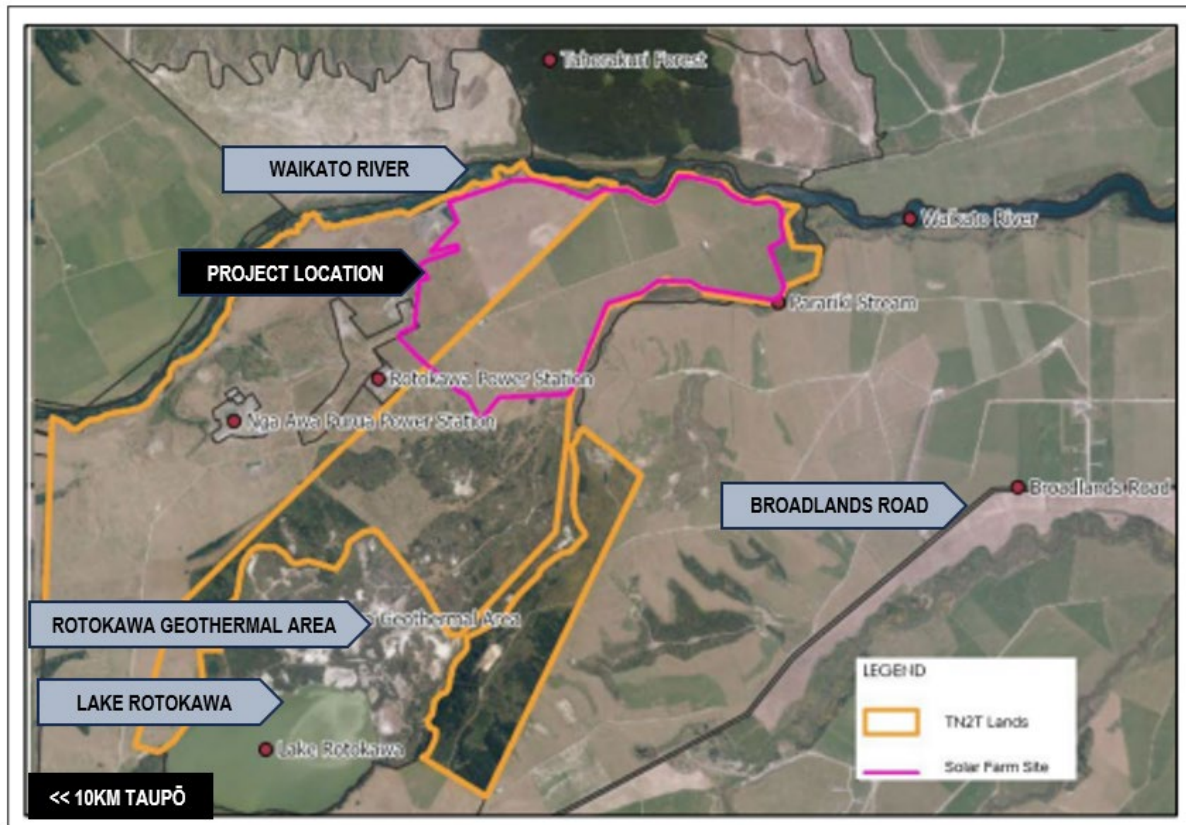 Tahorakuri Forest
WAIKATO RIVER
Waikato River
PROJECT LOCATION
Parariki Stream
Rotokawa Power Station
Nga Awa Purua Power Station
BROADLANDS ROAD
Broadlands Road
ROTOKAWA GEOTHERMAL AREA
Geothermal Area
LAKE ROTOKAWA
Lake Rotokawa
LEGEND
TN2T Lands
Solar Farm Site
<< 10KM TAUPŌ